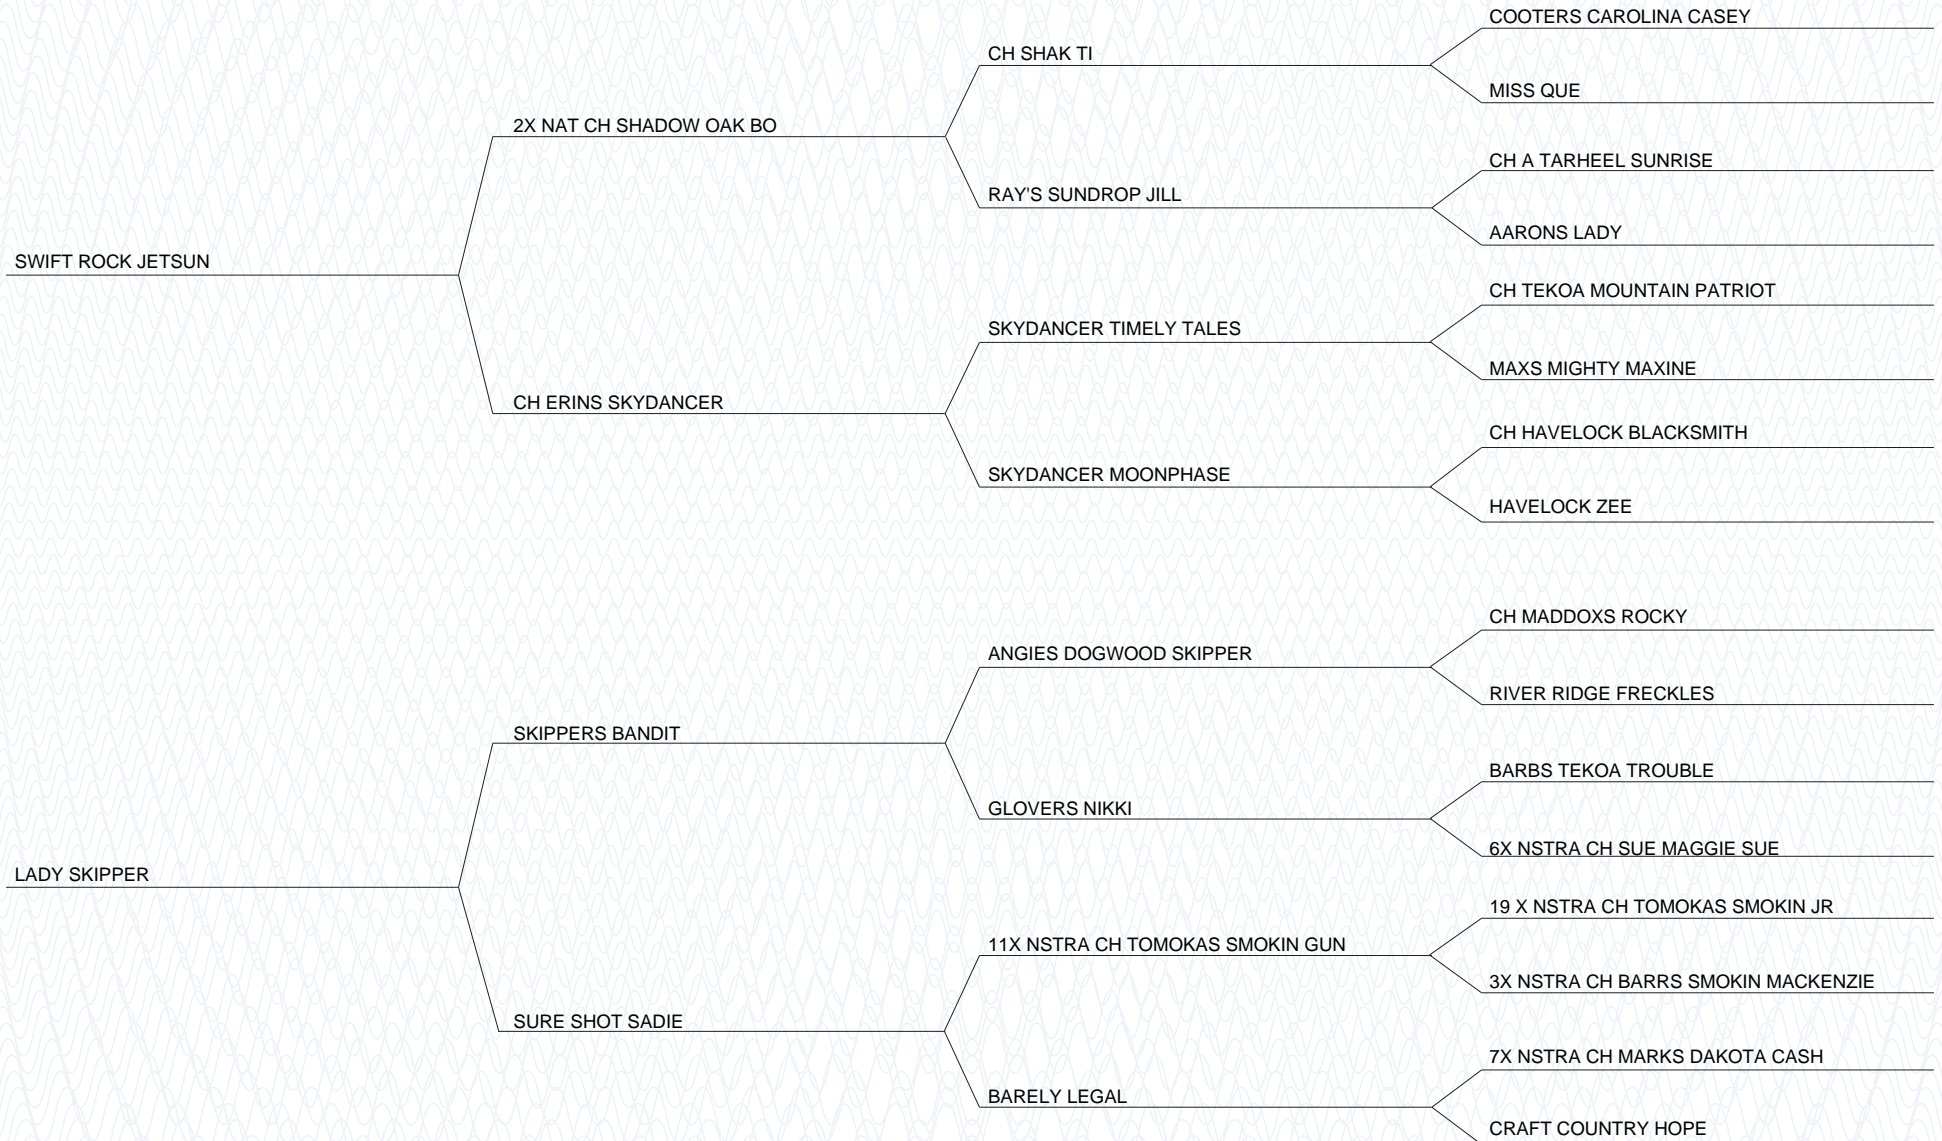 COOTERS CAROLINA CASEY
CH SHAK TI
MISS QUE
2X NAT CH SHADOW OAK BO
CH A TARHEEL SUNRISE
RAY'S SUNDROP JILL
AARONS LADY
SWIFT ROCK JETSUN
CH TEKOA MOUNTAIN PATRIOT
SKYDANCER TIMELY TALES
MAXS MIGHTY MAXINE
CH ERINS SKYDANCER
CH HAVELOCK BLACKSMITH
SKYDANCER MOONPHASE
HAVELOCK ZEE
CH MADDOXS ROCKY
ANGIES DOGWOOD SKIPPER
RIVER RIDGE FRECKLES
SKIPPERS BANDIT
BARBS TEKOA TROUBLE
GLOVERS NIKKI
6X NSTRA CH SUE MAGGIE SUE
LADY SKIPPER
19 X NSTRA CH TOMOKAS SMOKIN JR
11X NSTRA CH TOMOKAS SMOKIN GUN
3X NSTRA CH BARRS SMOKIN MACKENZIE
SURE SHOT SADIE
7X NSTRA CH MARKS DAKOTA CASH
BARELY LEGAL
CRAFT COUNTRY HOPE